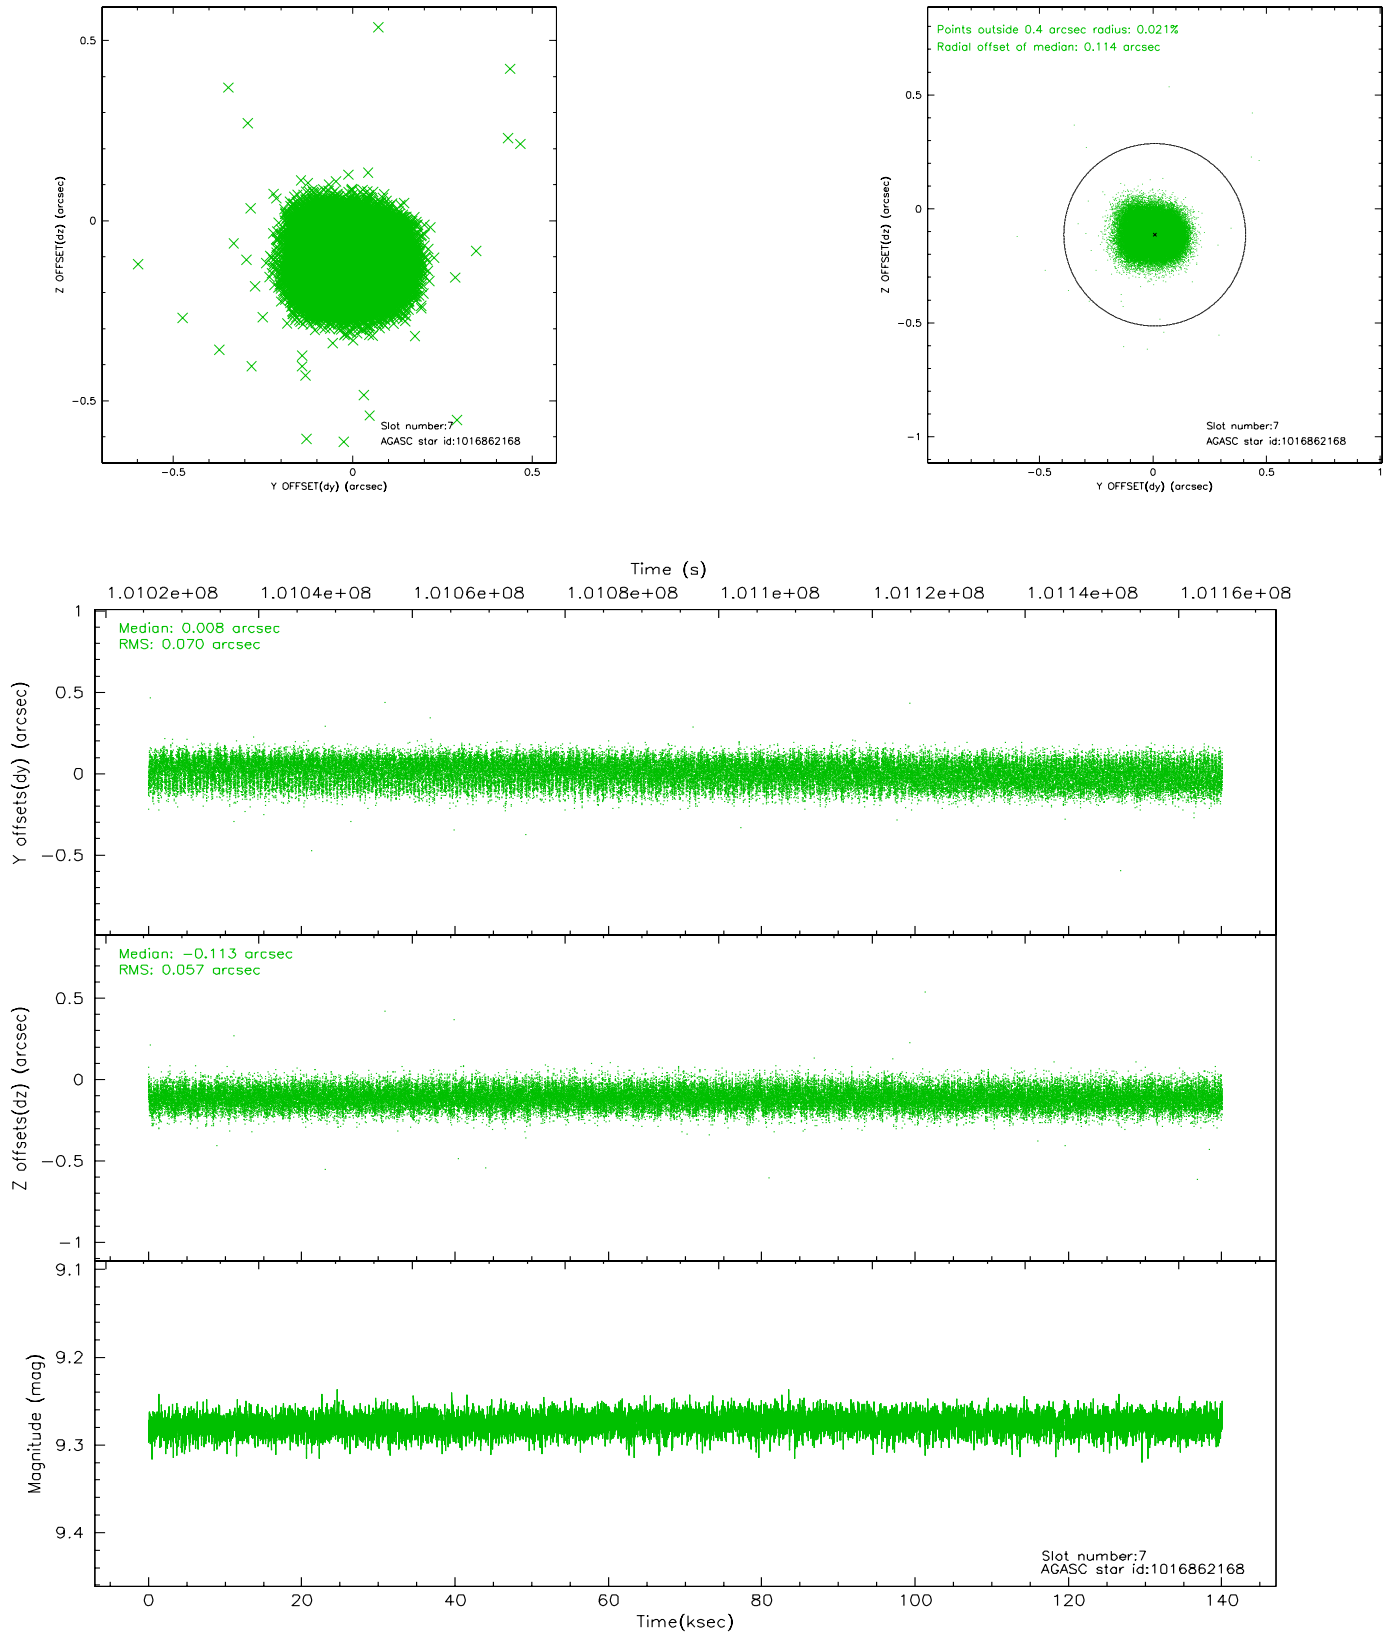 0.5
0
-0.5
Z OFFSET(dz) (arcsec)
-0.5
0
0.5
Y OFFSET(dy) (arcsec)
Slot number:7
AGASC star id:1016862168
Points outside 0.4 arcsec radius: 0.021%
Radial offset of median: 0.114 arcsec
0.5
0
-0.5
-1
Z OFFSET(dz) (arcsec)
-0.5
0
0.5
1
Y OFFSET(dy) (arcsec)
Slot number:7
AGASC star id:1016862168
Time (s)
1.0102e+08 1.0104e+08 1.0106e+08 1.0108e+08 1.011e+08 1.0112e+08 1.0114e+08 1.0116e+08
Median: 0.008 arcsec
RMS: 0.070 arcsec
1
0.5
0
-0.5
Y offsets(dy) (arcsec)
Median: -0.113 arcsec
RMS: 0.057 arcsec
0.5
0
-0.5
-1
Z offsets(dz) (arcsec)
9.1
9.2
9.3
9.4
Magnitude (mag)
Slot number:7
AGASC star id:1016862168
0 20 40 60 80 100 120 140
Time(ksec)